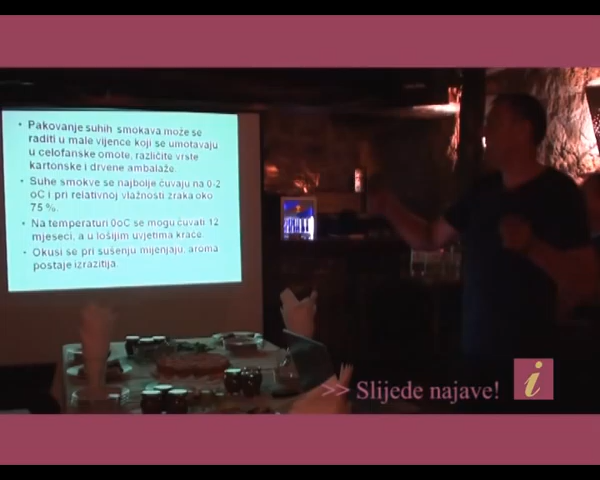 • Pakovanje suhih smokava može se
raditi u male vijence koji se umotavaju
u celofanske omote, različite vrste
kartonske i drvene ambalaže.
• Suhe smokve se najbolje čuvaju na 0-2
oC i pri relativnoj vlažnosti zraka oko
75 %.
• Na temperaturi 0oC se mogu čuvati 12
mjeseci, a u lošijim uvjetima kraće.
• Okusi se pri sušenju mijenjaju, aroma
postaje izrazitija.
>> Slijede najave!
i